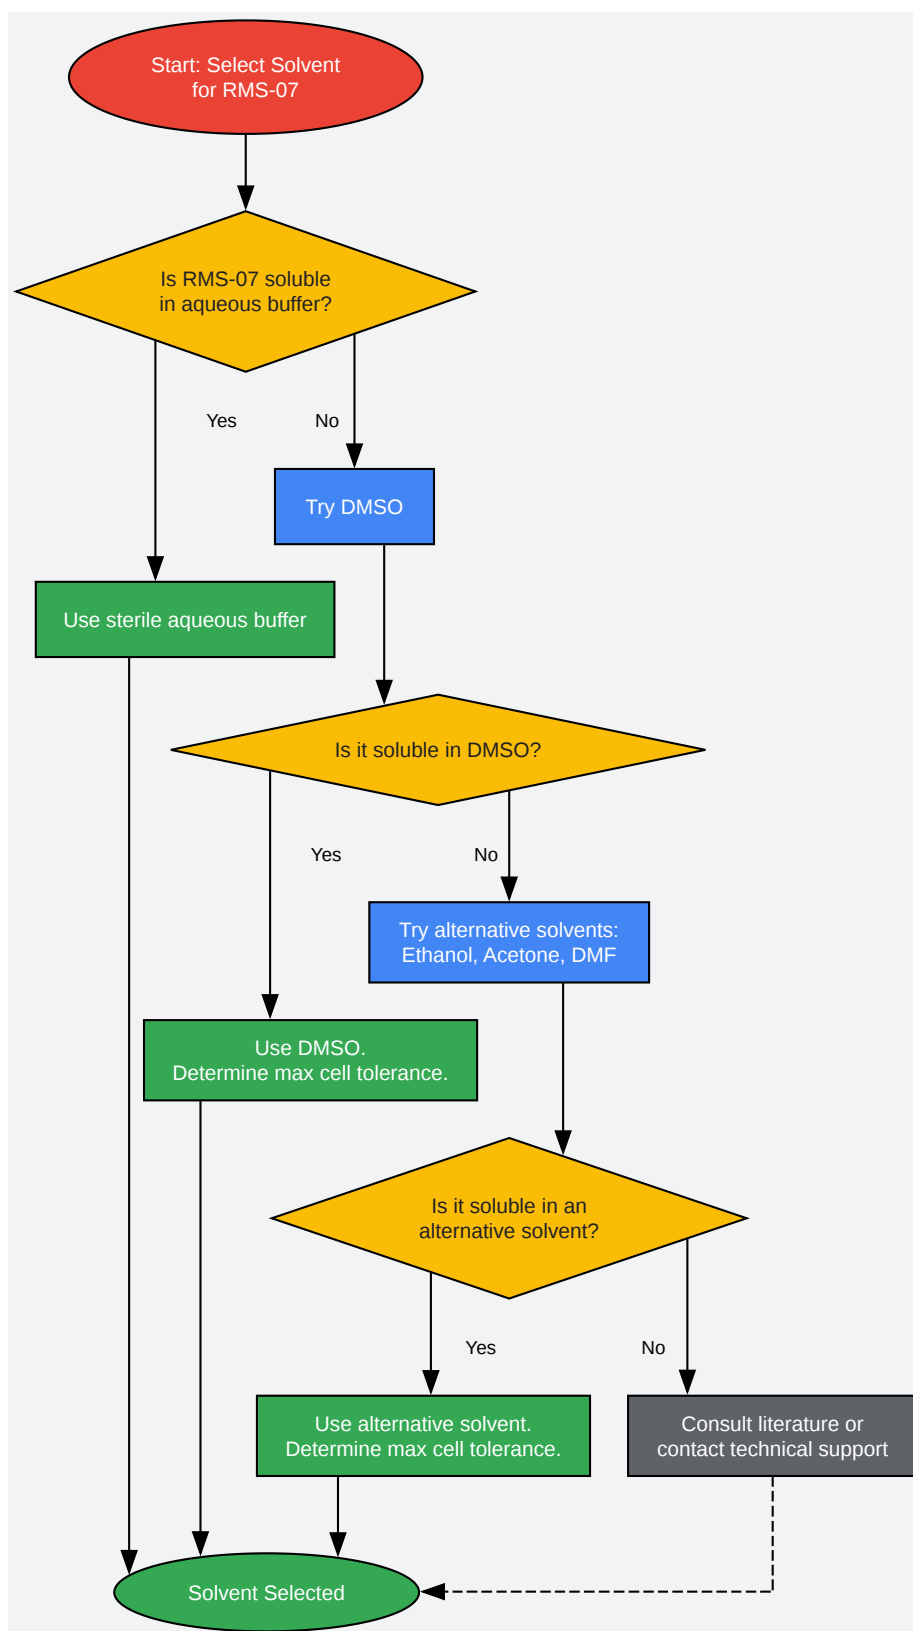 Start: Select Solvent
for RMS-07
Is RMS-07 soluble
in aqueous buffer?
Yes
No
Try DMSO
Use sterile aqueous buffer
Is it soluble in DMSO?
Yes
No
Try alternative solvents:
Ethanol, Acetone, DMF
Use DMSO.
Determine max cell tolerance.
Is it soluble in an
alternative solvent?
Yes
No
Use alternative solvent.
Determine max cell tolerance.
Consult literature or
contact technical support
Solvent Selected